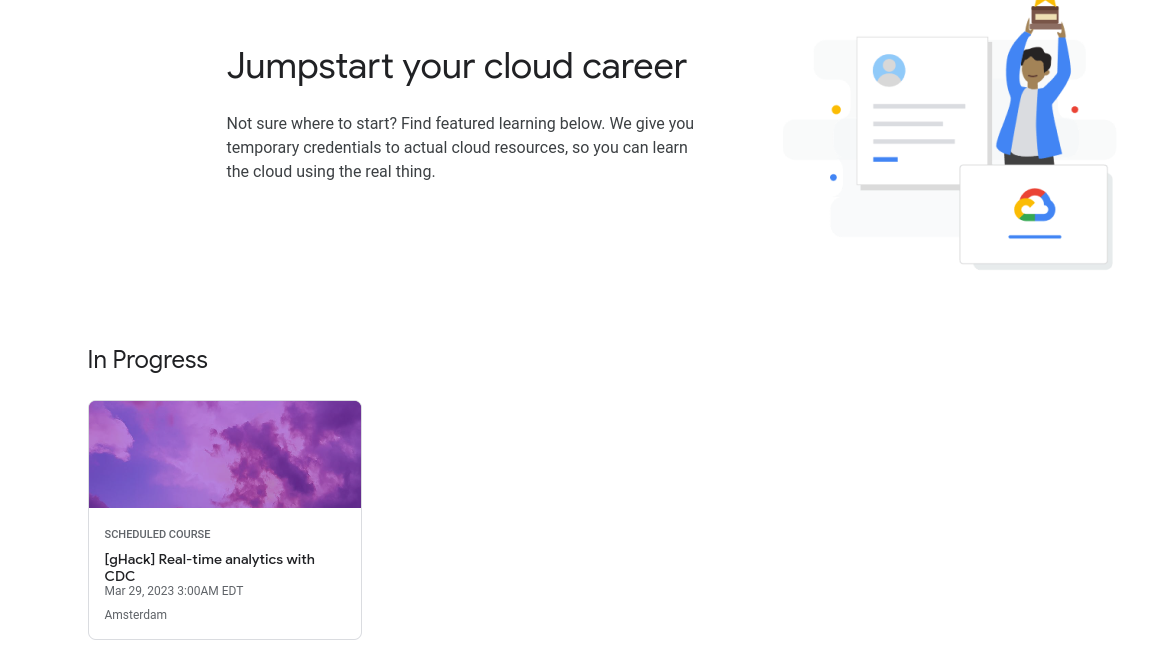 Jumpstart your cloud career
Not sure where to start? Find featured learning below. We give you
temporary credentials to actual cloud resources, so you can learn
the cloud using the real thing.
In Progress
SCHEDULED COURSE
[gHack] Real-time analytics with
CDC
Mar 29, 2023 3:00AM EDT
Amsterdam